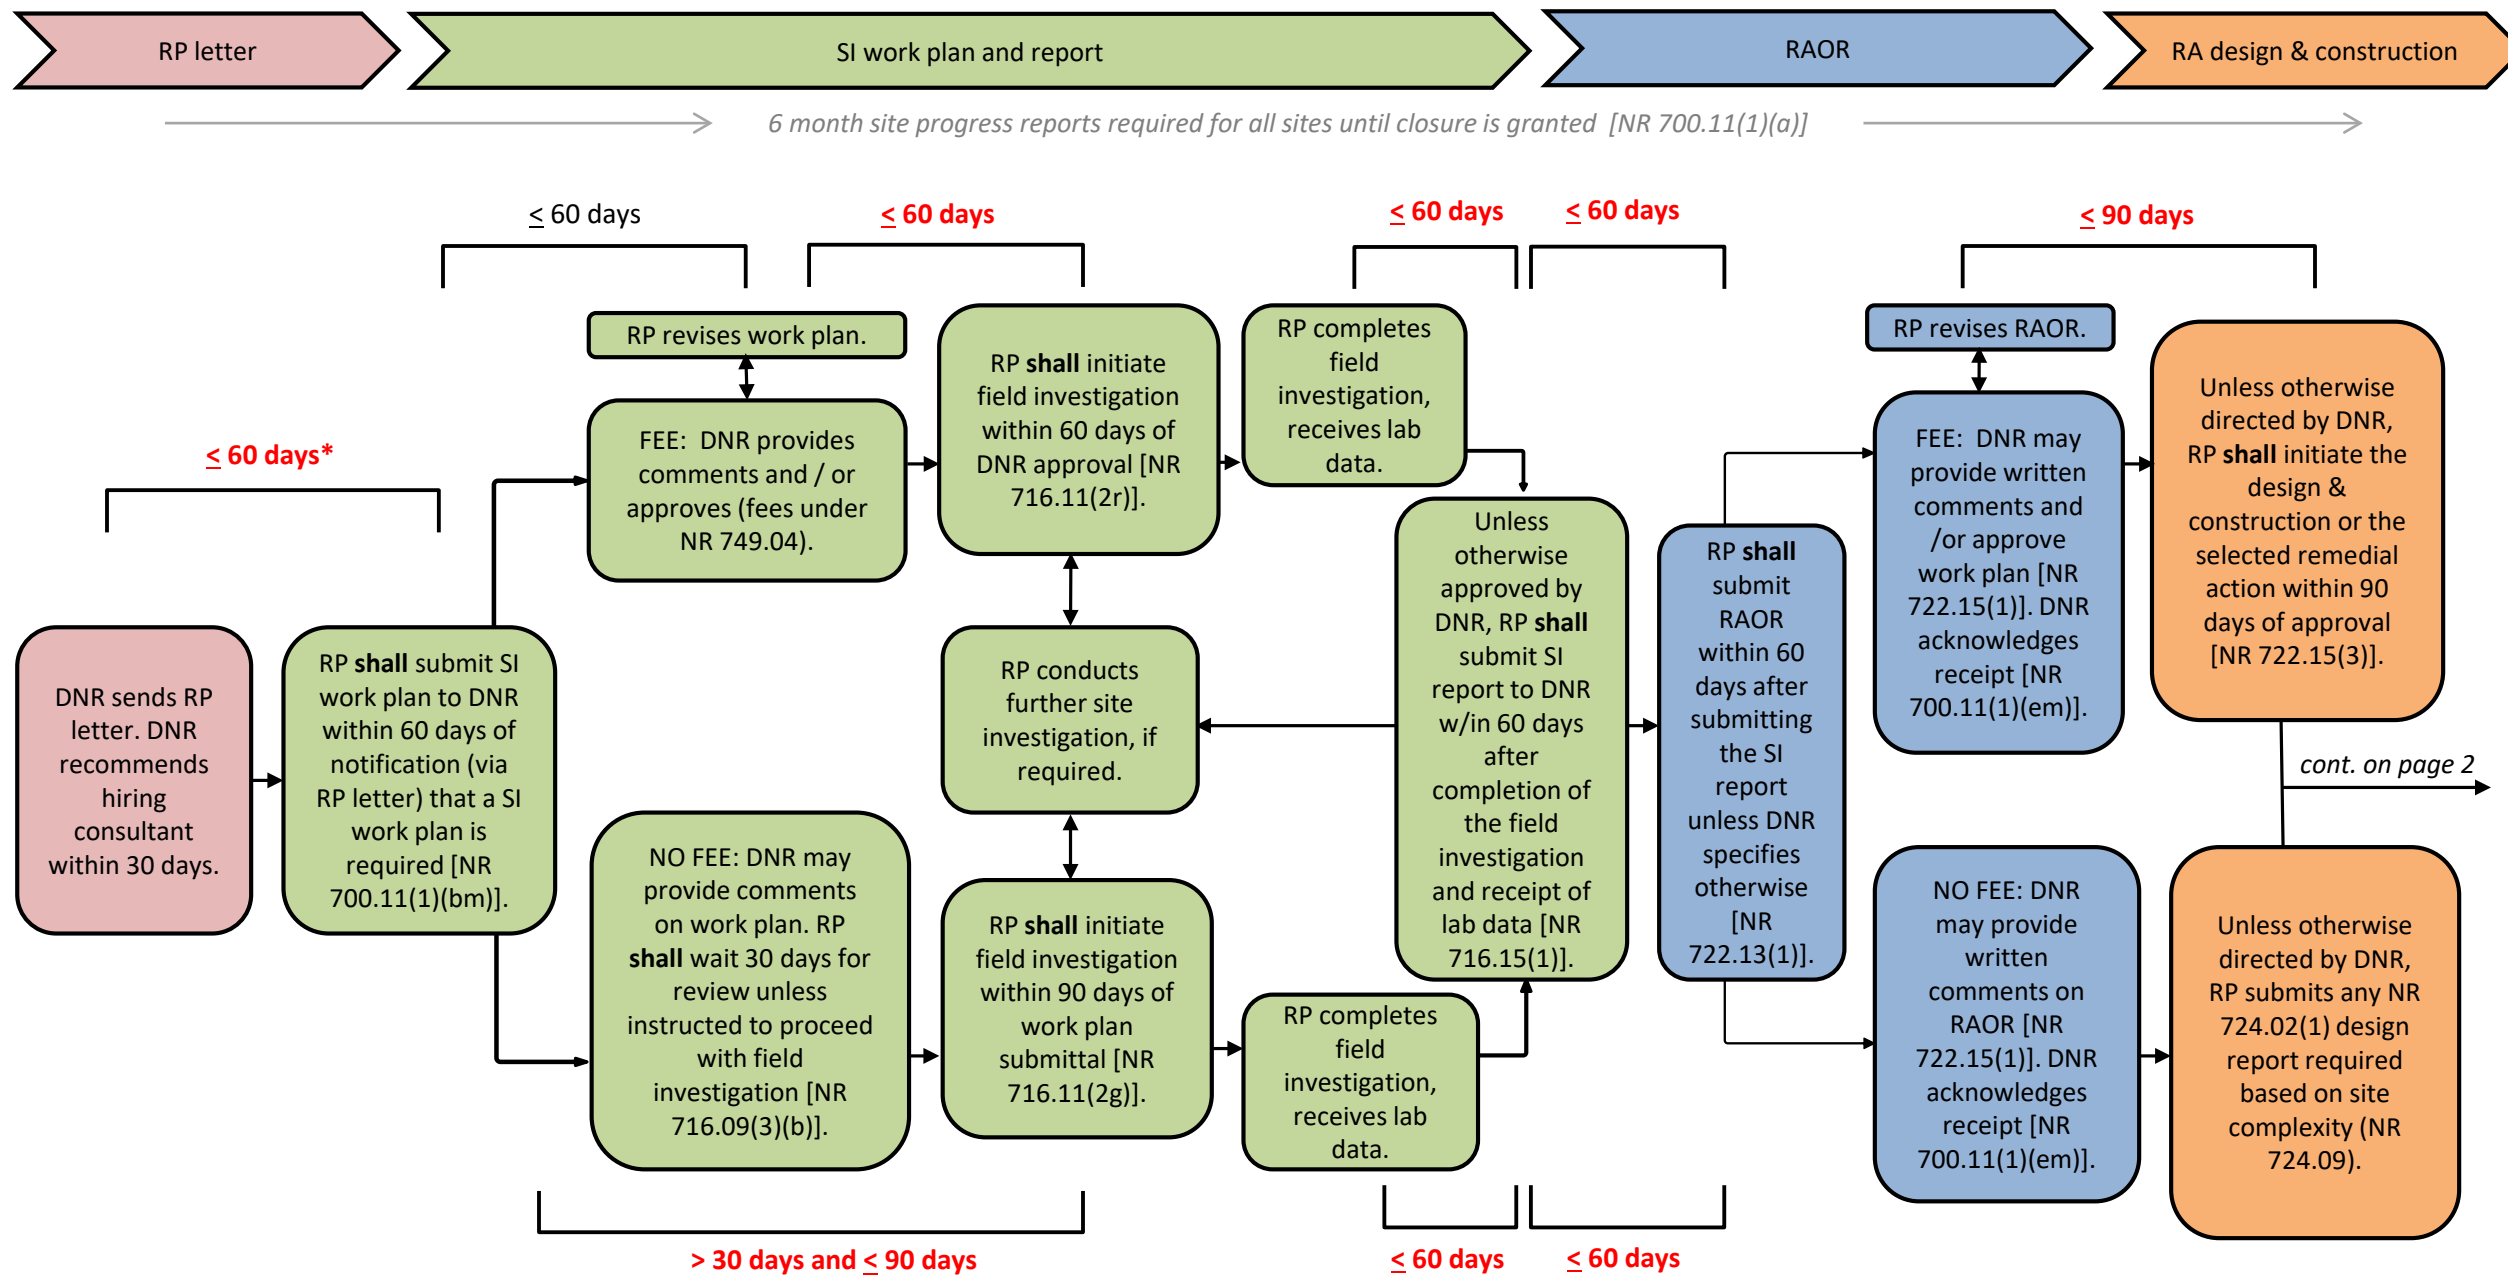 RP letter
SI work plan and report
RAOR
RA design & construction
6 month site progress reports required for all sites until closure is granted [NR 700.11(1)(a)]
≤ 60 days*
≤ 60 days
≤ 60 days
≤ 60 days
≤ 60 days
≤ 90 days
DNR sends RP
letter. DNR
recommends
hiring
consultant
within 30 days.
RP shall submit SI
work plan to DNR
within 60 days of
notification (via
RP letter) that a SI
work plan is
required [NR
700.11(1)(bm)].
RP revises work plan.
FEE: DNR provides
comments and / or
approves (fees under
NR 749.04).
NO FEE: DNR may
provide comments
on work plan. RP
shall wait 30 days for
review unless
instructed to proceed
with field
investigation [NR
716.09(3)(b)].
RP shall initiate
field investigation
within 60 days of
DNR approval [NR
716.11(2r)].
RP conducts
further site
investigation, if
required.
RP shall initiate
field investigation
within 90 days of
work plan
submittal [NR
716.11(2g)].
RP completes
field
investigation,
receives lab
data.
RP completes
field
investigation,
receives lab
data.
Unless
otherwise
approved by
DNR, RP shall
submit SI
report to DNR
w/in 60 days
after
completion of
the field
investigation
and receipt of
lab data [NR
716.15(1)].
RP shall
submit
RAOR
within 60
days after
submitting
the SI
report
unless DNR
specifies
otherwise
[NR
722.13(1)].
RP revises RAOR.
FEE: DNR may
provide written
comments and
/or approve
work plan [NR
722.15(1)]. DNR
acknowledges
receipt [NR
700.11(1)(em)].
NO FEE: DNR
may provide
written
comments on
RAOR [NR
722.15(1)]. DNR
acknowledges
receipt [NR
700.11(1)(em)].
Unless otherwise
directed by DNR,
RP shall initiate the
design &
construction or the
selected remedial
action within 90
days of approval
[NR 722.15(3)].
cont. on page 2
Unless otherwise
directed by DNR,
RP submits any NR
724.02(1) design
report required
based on site
complexity (NR
724.09).
> 30 days and ≤ 90 days
≤ 60 days
≤ 60 days